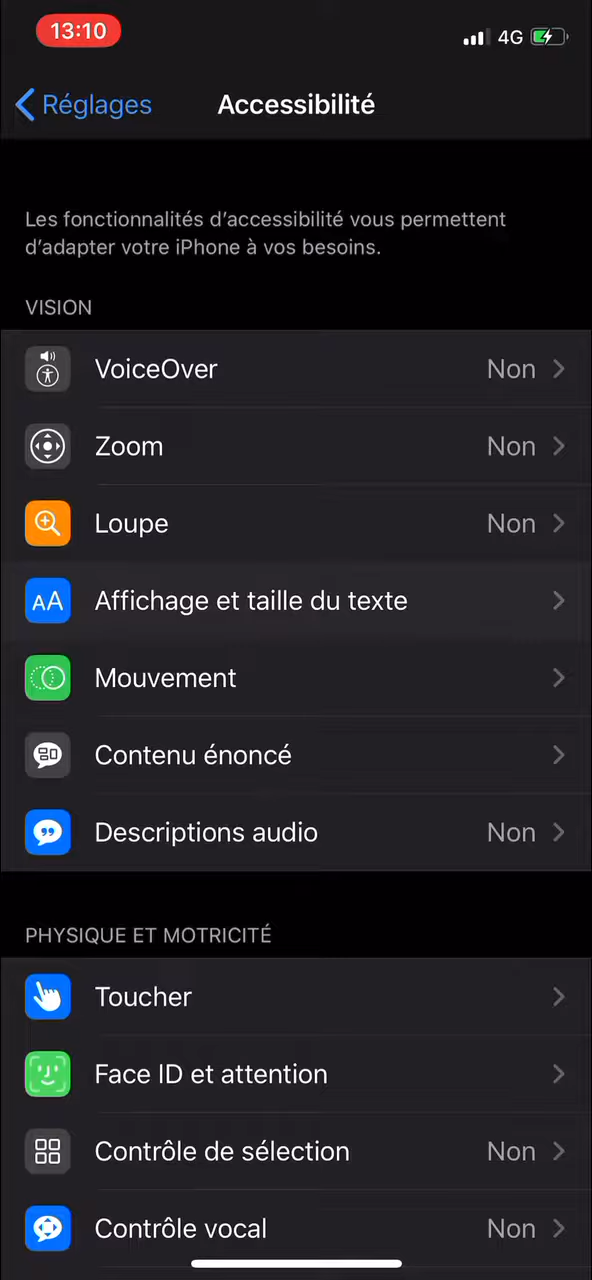 13:10
4G
Réglages
Accessibilité
Les fonctionnalités d’accessibilité vous permettent
d’adapter votre iPhone à vos besoins.
VISION
VoiceOver Non
Zoom Non
Loupe Non
AA Affichage et taille du texte
Mouvement
Contenu énoncé
Descriptions audio Non
PHYSIQUE ET MOTRICITÉ
Toucher
Face ID et attention
Contrôle de sélection Non
Contrôle vocal Non